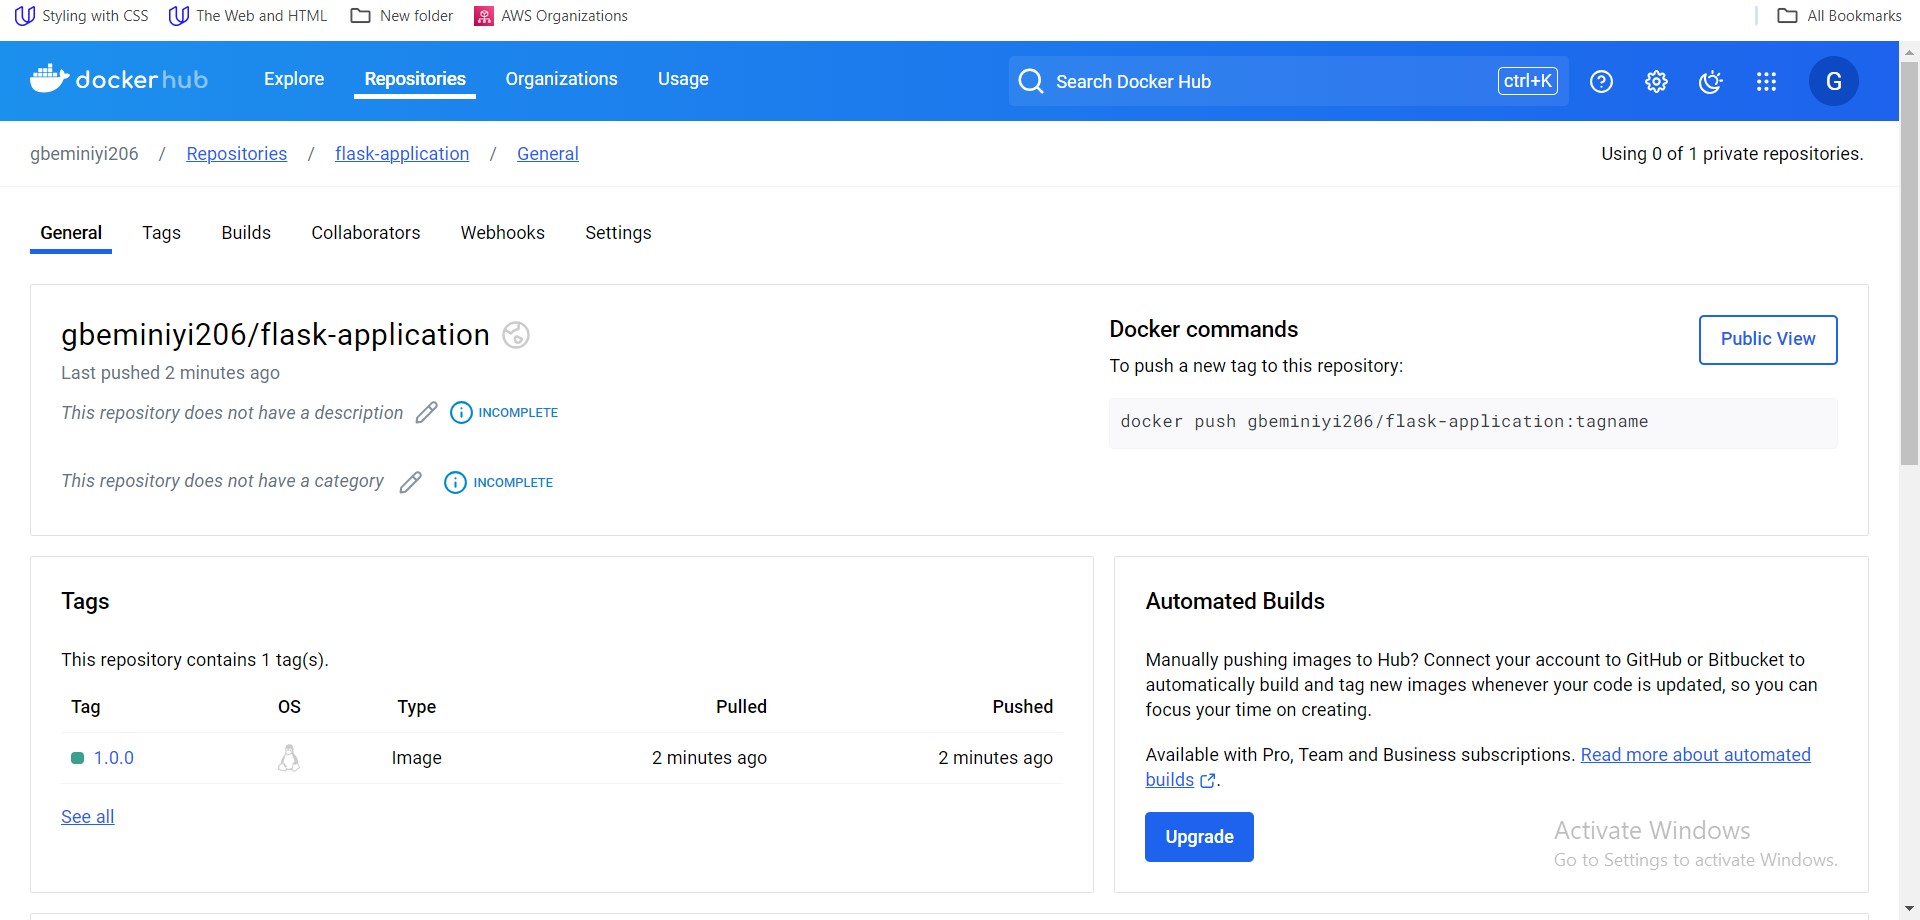 Styling with CSS The Web and HTML New folder AWS Organizations All Bookmarks
dockerhub Explore Repositories Organizations Usage Search Docker Hub ctrl+K G
gbeminiyi206 / Repositories / flask-application / General Using 0 of 1 private repositories.
General Tags Builds Collaborators Webhooks Settings
gbeminiyi206/flask-application
Last pushed 2 minutes ago
This repository does not have a description INCOMPLETE
This repository does not have a category INCOMPLETE
Docker commands
Public View
To push a new tag to this repository:
docker push gbeminiyi206/flask-application:tagname
Tags
This repository contains 1 tag(s).
Tag OS Type Pulled Pushed
1.0.0 Image 2 minutes ago 2 minutes ago
See all
Automated Builds
Manually pushing images to Hub? Connect your account to GitHub or Bitbucket to
automatically build and tag new images whenever your code is updated, so you can
focus your time on creating.
Available with Pro, Team and Business subscriptions. Read more about automated
builds .
Upgrade
Activate Windows
Go to Settings to activate Windows.